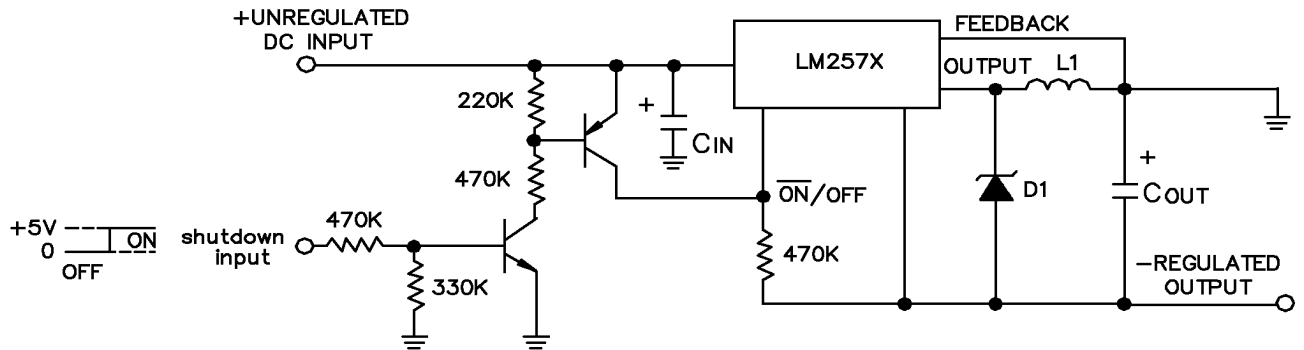 +UNREGULATED
DC INPUT
LM257X
FEEDBACK
OUTPUT
L1
220K
+
CIN
470K
ON/OFF
D1
+
COUT
+5V
0
ON
OFF
shutdown
input
470K
330K
470K
−REGULATED
OUTPUT